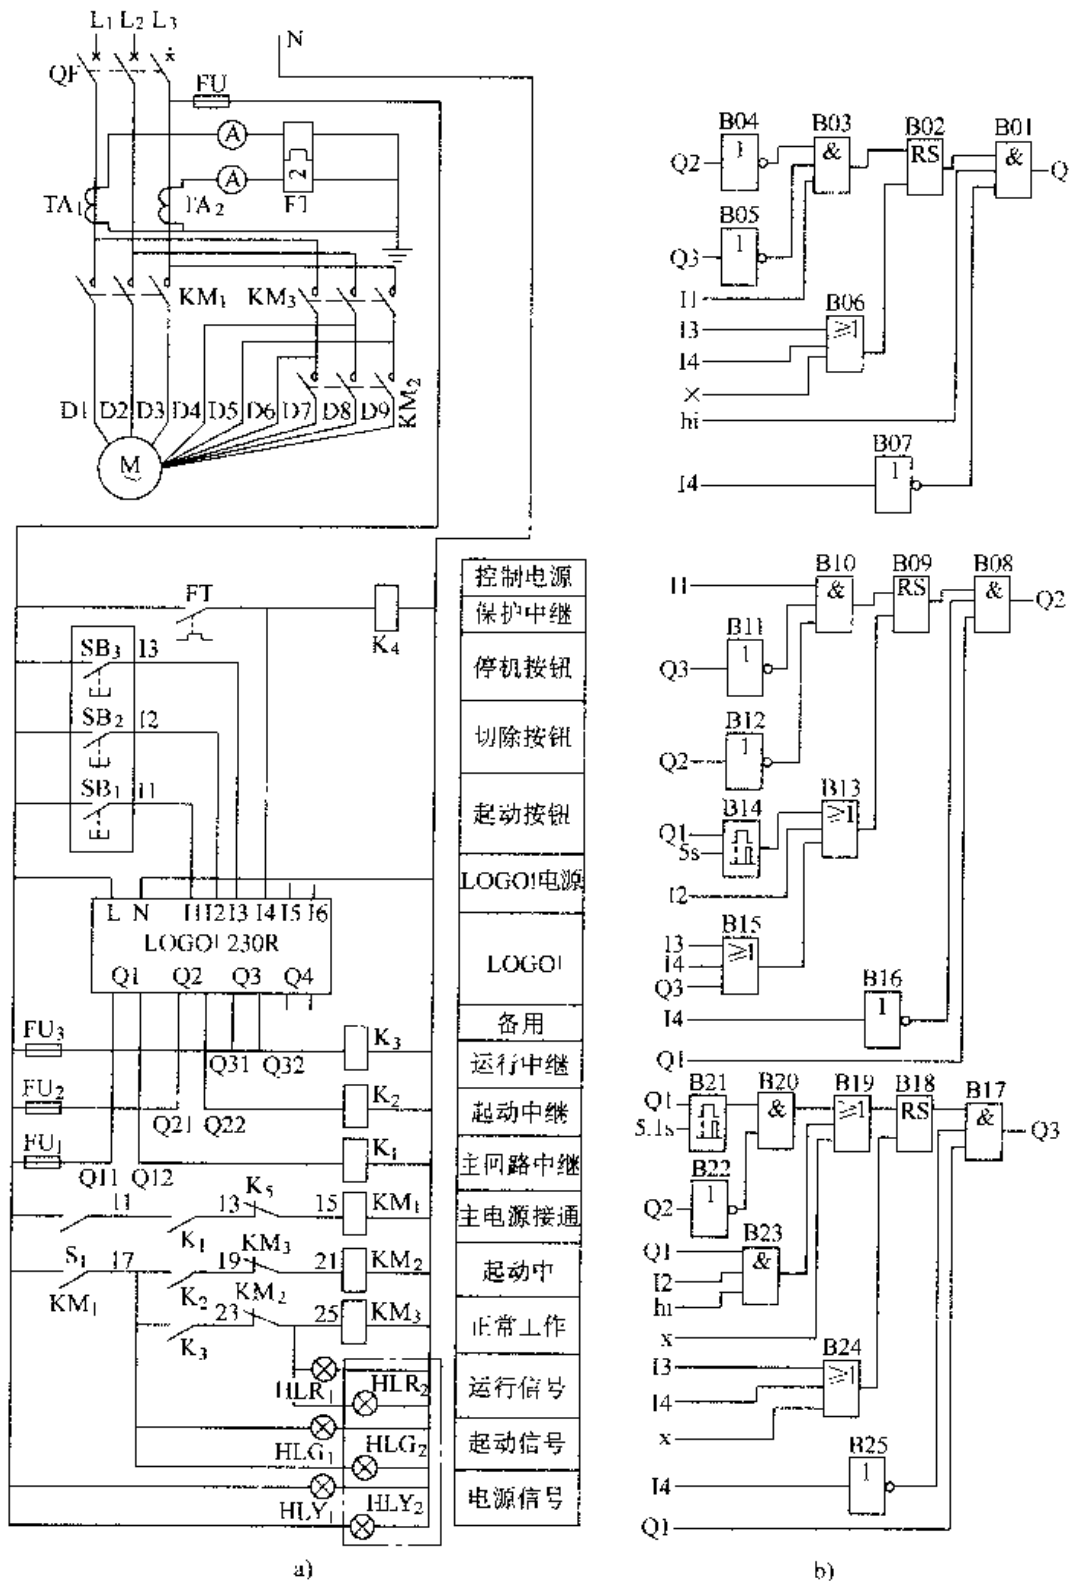 L1 L2 L3
N
QF
FU
A
A
2
TA1
TA2
FT
KM1
KM3
KM2
D1 D2 D3 D4 D5 D6 D7 D8 D9
M
~
控制电源
FT
K4
保护中继
SB3 I3
停机按钮
SB2 I2
切除按钮
SB1 I1
起动按钮
LOGO!电源
L N I1 I2 I3 I4 I5 I6
LOGO! 230R
Q1 Q2 Q3 Q4
LOGO!
备用
FU3
Q31 Q32
K3
运行中继
FU2
Q21 Q22
K2
起动中继
FU1
Q11 Q12
K1
主回路中继
S1
11
K1
13
K5
15
KM1
主电源接通
KM1
17
K2
19
KM3
21
KM2
起动中
K3
23
KM2
25
KM3
正常工作
HLR1 HLR2
运行信号
HLG1 HLG2
起动信号
HLY1 HLY2
电源信号
a)
B04 B03 B02 B01
Q2 1 & RS & Q
B05
Q3 1
I1
B06
I3 ≥1
I4
×
hi
B07
I4 1
B10 B09 B08
I1 & RS & Q2
B11
Q3 1
B12
Q2 1
B14 B13
Q1 ≥1
5s
I2
B15
I3 ≥1
I4
Q3
B16
I4 1
Q1
B21 B20 B19 B18 B17
Q1 & ≥1 RS & Q3
5.1s
B22
Q2 1
B23
Q1 &
I2
hi
x
B24
I3 ≥1
I4
x
B25
I4 1
Q1
b)